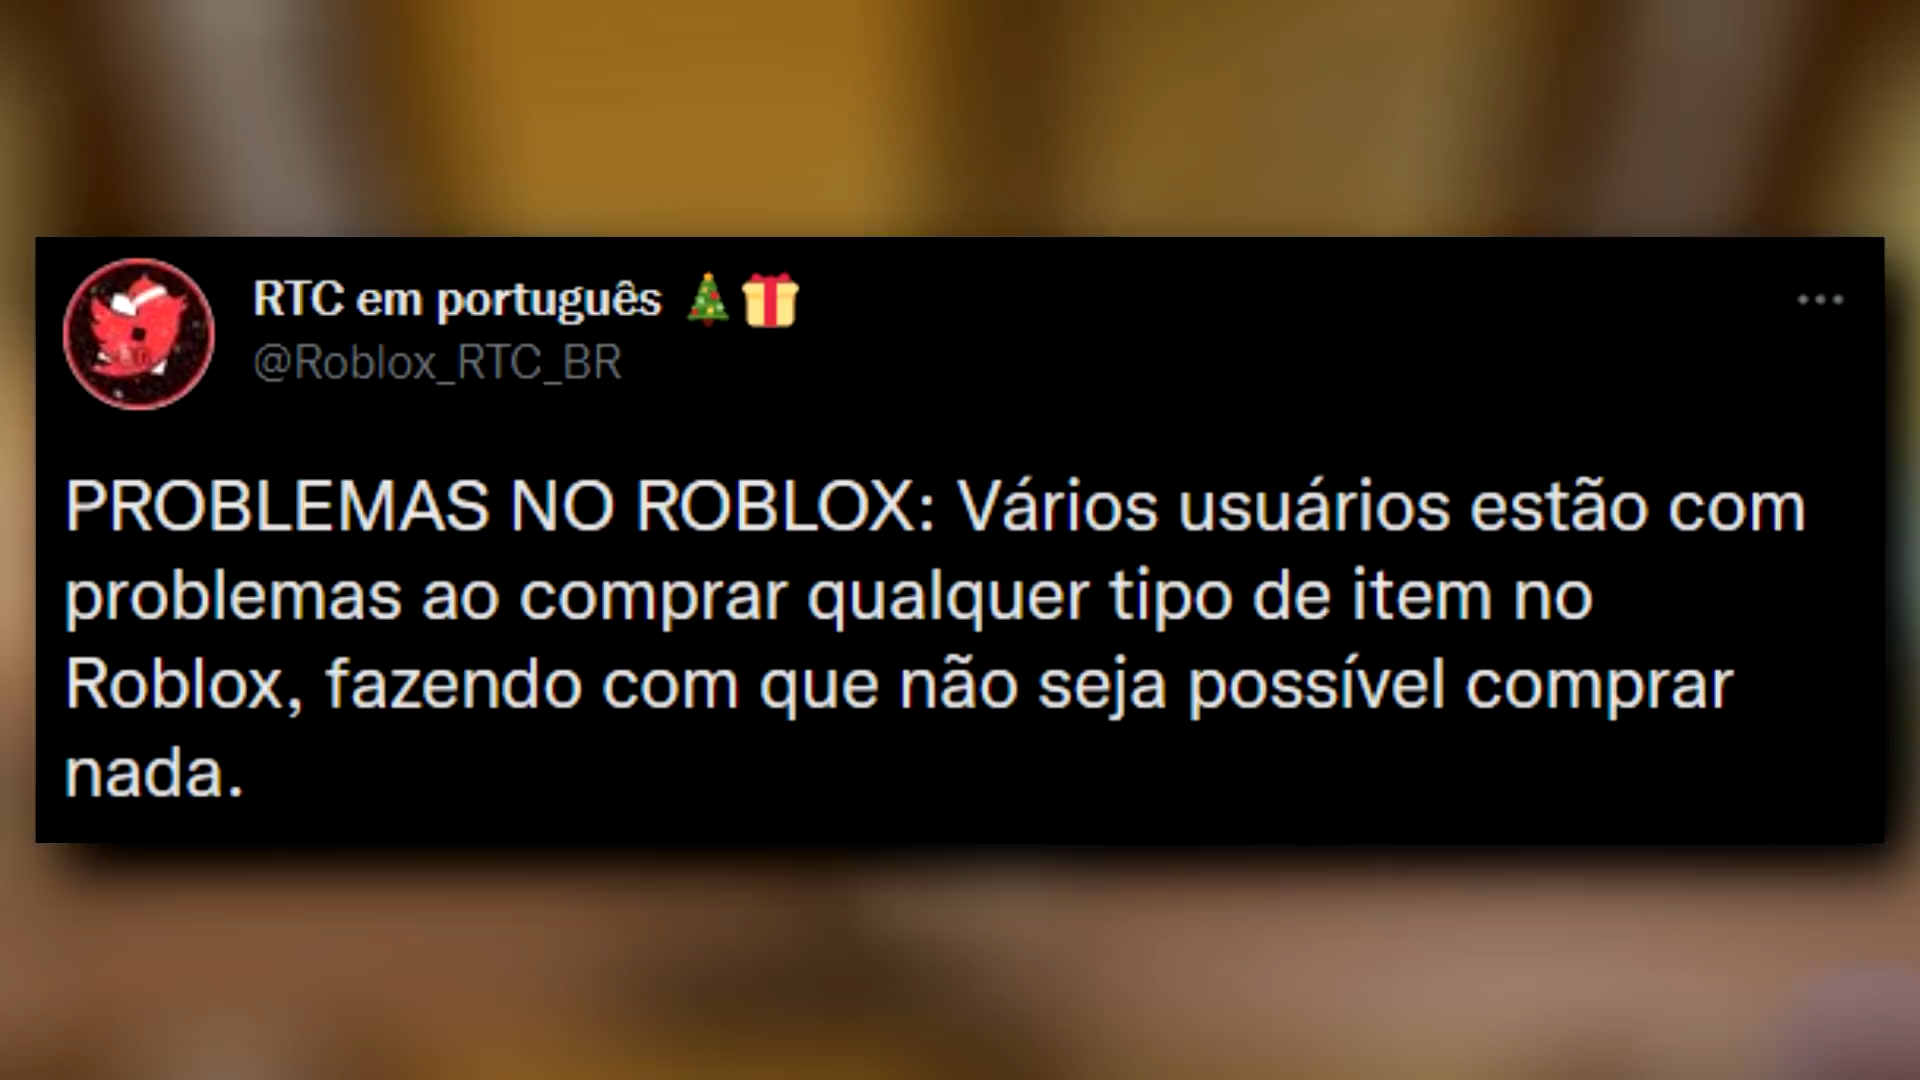 RTC em português 🎄🎁
@Roblox_RTC_BR
PROBLEMAS NO ROBLOX: Vários usuários estão com
problemas ao comprar qualquer tipo de item no
Roblox, fazendo com que não seja possível comprar
nada.